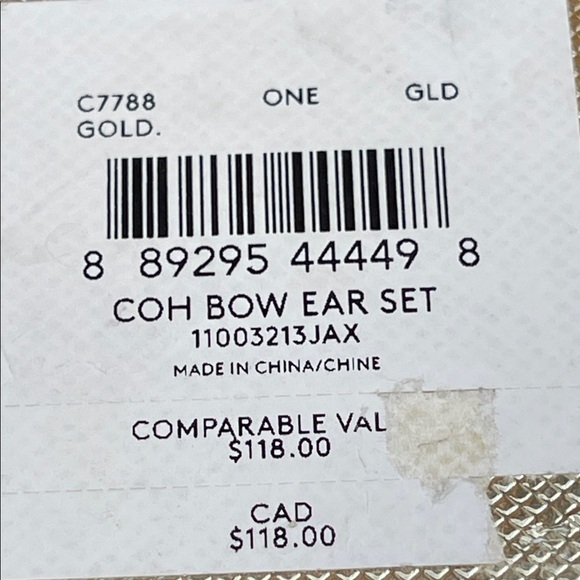 C7788 ONE GLD
GOLD.
8 89295 44449 8
COH BOW EAR SET
11003213JAX
MADE IN CHINA/CHINE
COMPARABLE VAL
$118.00
CAD
$118.00